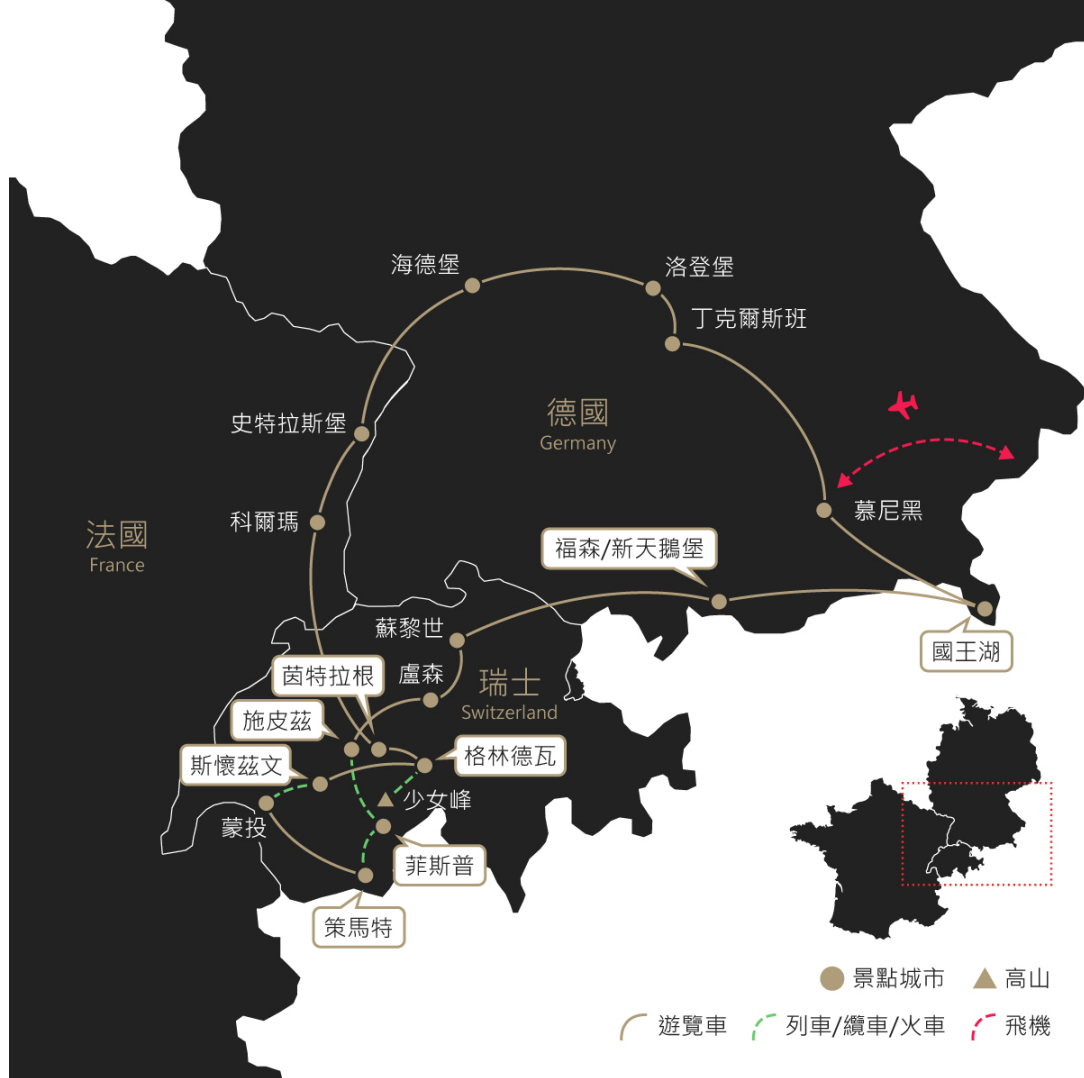 海德堡
洛登堡
丁克爾斯班
史特拉斯堡
德國
Germany
科爾瑪
慕尼黑
法國
France
福森/新天鵝堡
蘇黎世
國王湖
茵特拉根
盧森
瑞士
Switzerland
施皮茲
斯懷茲文
格林德瓦
少女峰
蒙投
菲斯普
策馬特
景點城市
高山
遊覽車
列車/纜車/火車
飛機